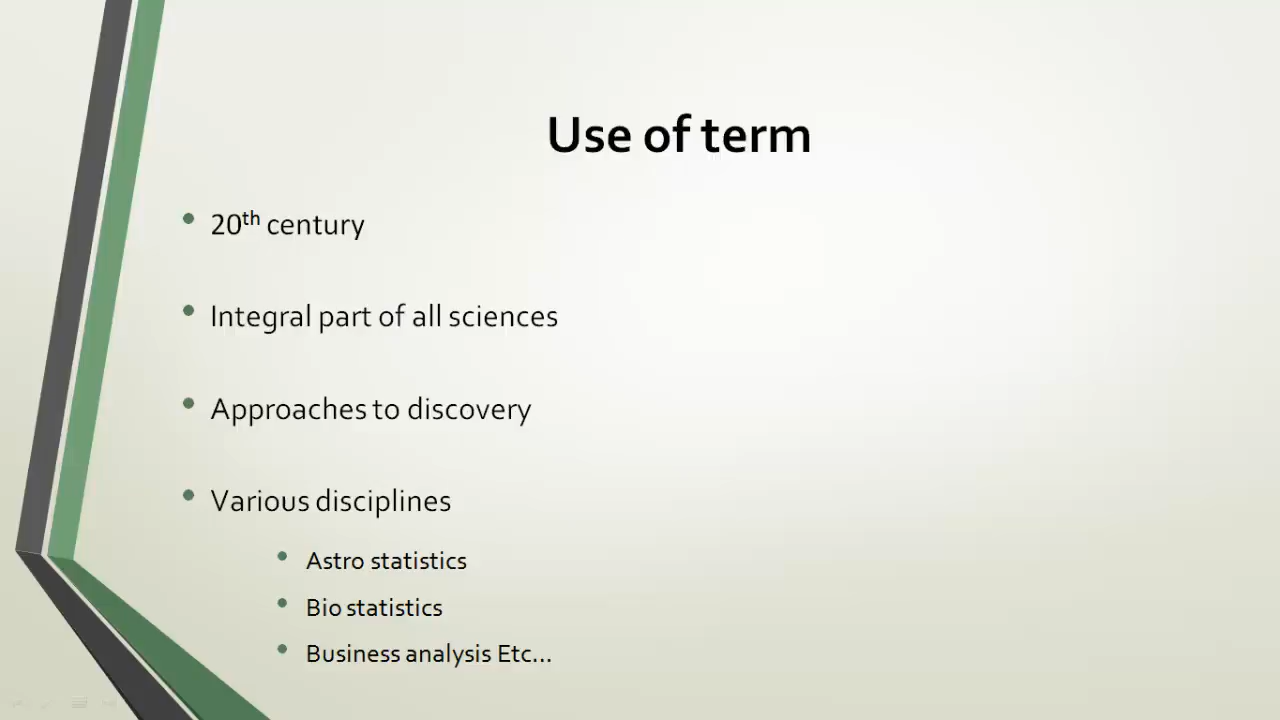 Use of term
20th century
Integral part of all sciences
Approaches to discovery
Various disciplines
Astro statistics
Bio statistics
Business analysis Etc...